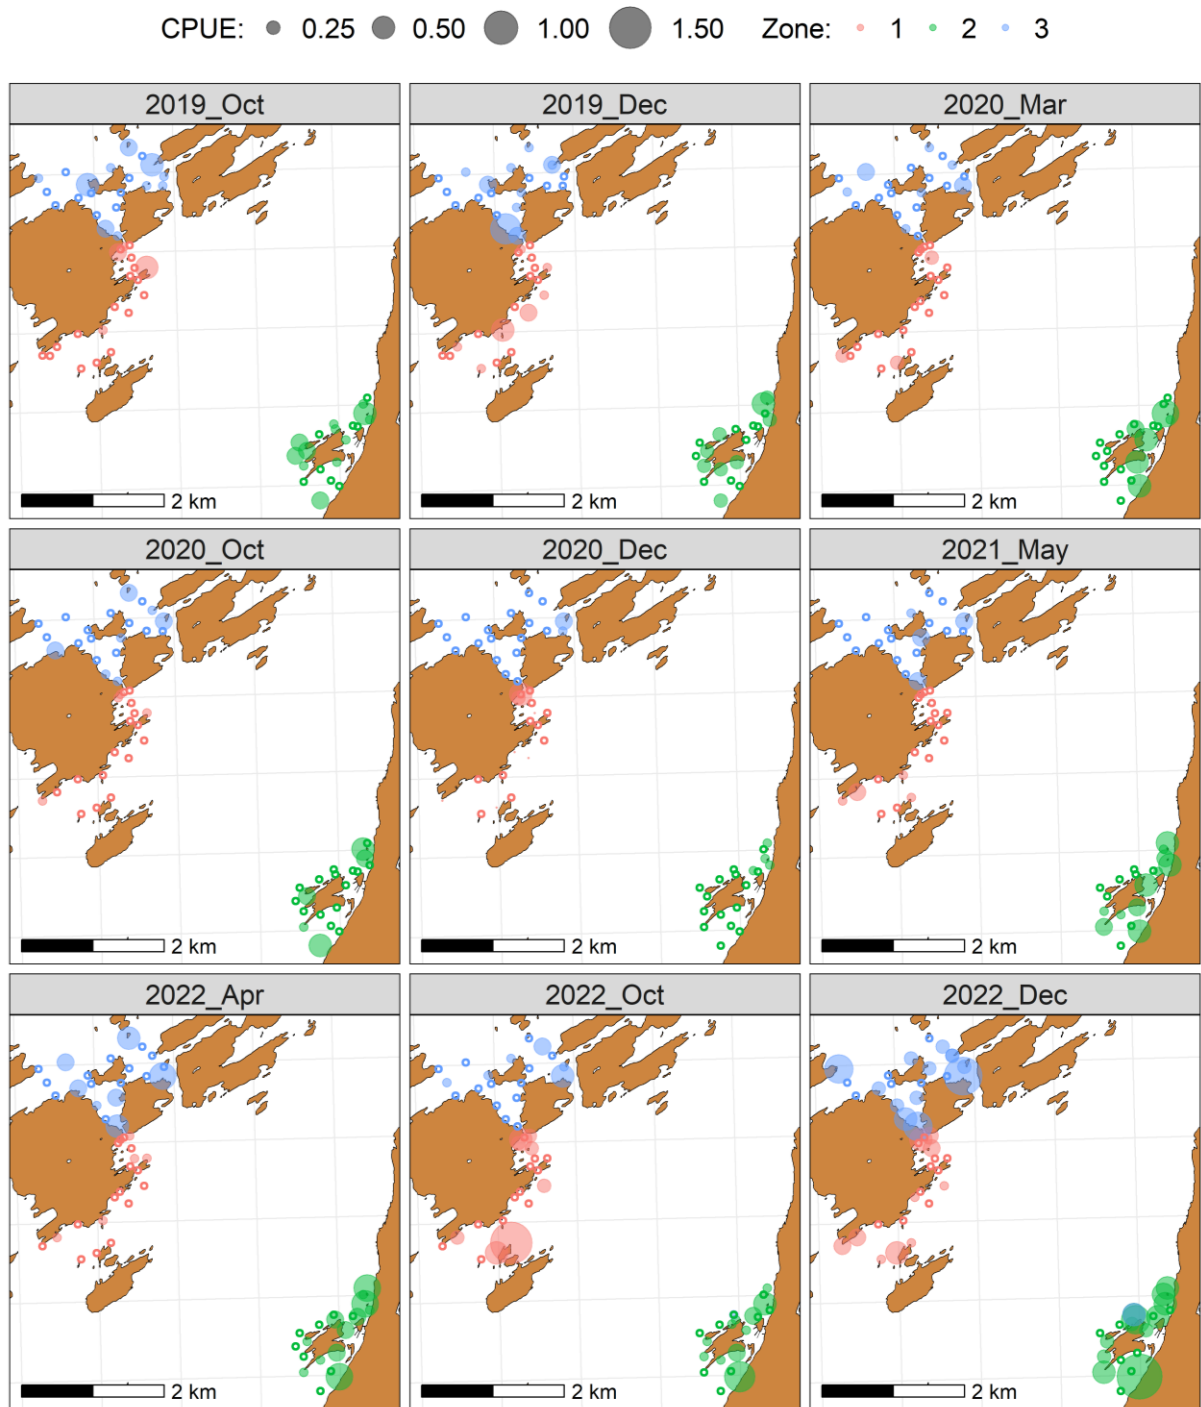 CPUE: 0.25 0.50 1.00 1.50 Zone: 1 2 3
2019_Oct 2019_Dec 2020_Mar
2 km 2 km 2 km
2020_Oct 2020_Dec 2021_May
2 km 2 km 2 km
2022_Apr 2022_Oct 2022_Dec
2 km 2 km 2 km